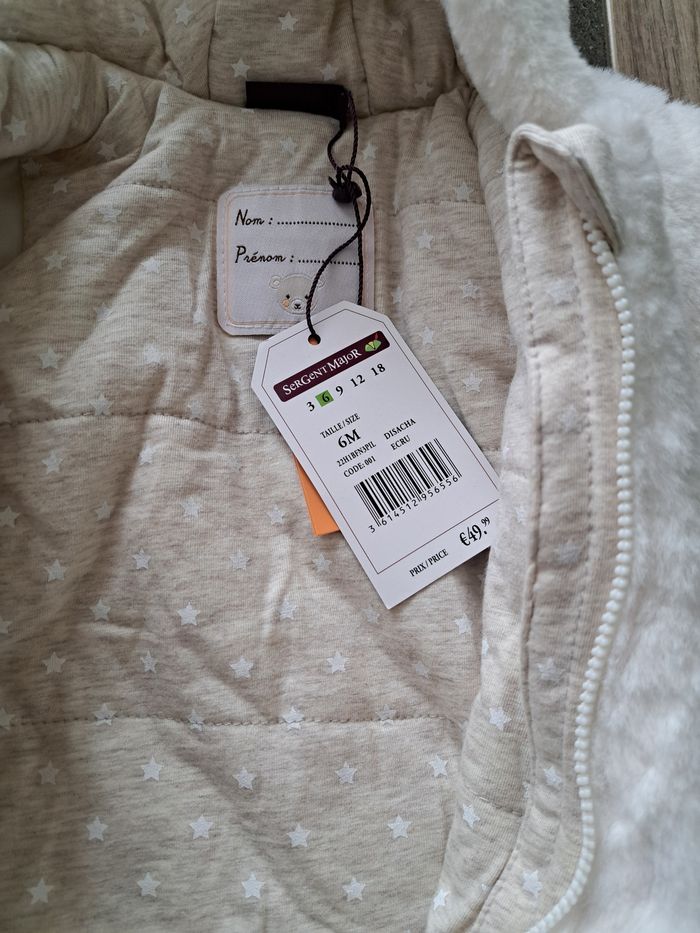 Nom : ..................
Prénom : ..............
SERGENT MAJOR
3 6 9 12 18
TAILLE/SIZE
6M
22H1BFN3PIL DISACHA
CODE:001 ECRU
3 614512 956556
PRIX/PRICE €49.99